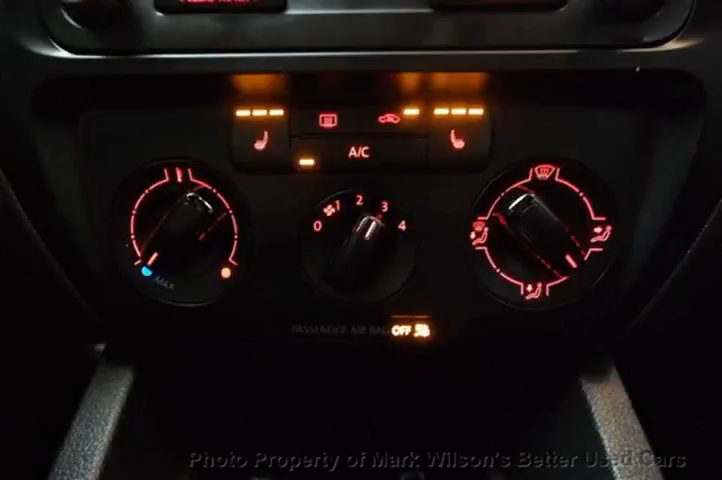 A/C
0 1 2 3 4
MAX
PASSENGER AIR BAG OFF
Photo Property of Mark Wilson's Better Used Cars